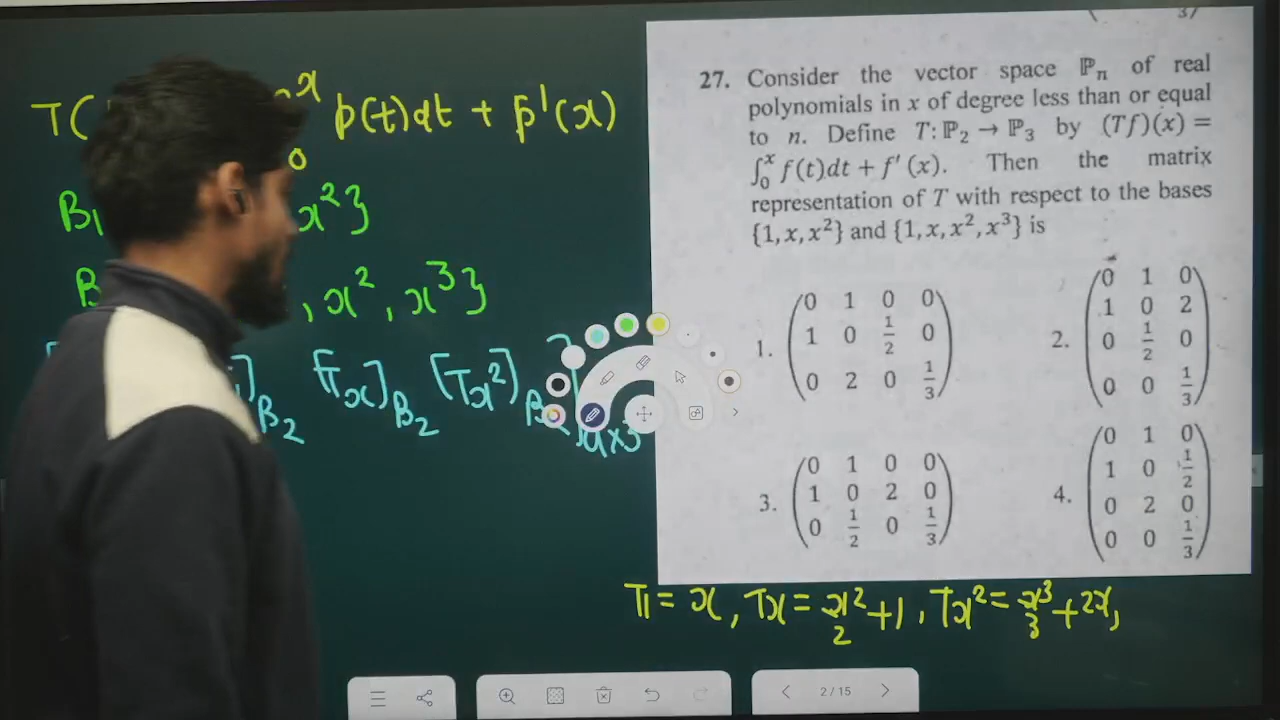 T( x
0 p(t)dt + p'(x)
B₁ x²}
B , x², x³}
]B₂ [Tx]B₂ [Tx²]B₂ ]4×3
37
27. Consider the vector space ℙₙ of real
polynomials in x of degree less than or equal
to n. Define T: ℙ₂ → ℙ₃ by (Tf)(x) =
∫₀ˣ f(t)dt + f'(x). Then the matrix
representation of T with respect to the bases
{1, x, x²} and {1, x, x², x³} is
1.
0 1 0 0
1 0 1/2 0
0 2 0 1/3
2.
0 1 0
1 0 2
0 1/2 0
0 0 1/3
3.
0 1 0 0
1 0 2 0
0 1/2 0 1/3
4.
0 1 0
1 0 1/2
0 2 0
0 0 1/3
T1 = x, Tx = x²/2 + 1, Tx² = x³/3 + 2x,
2/15